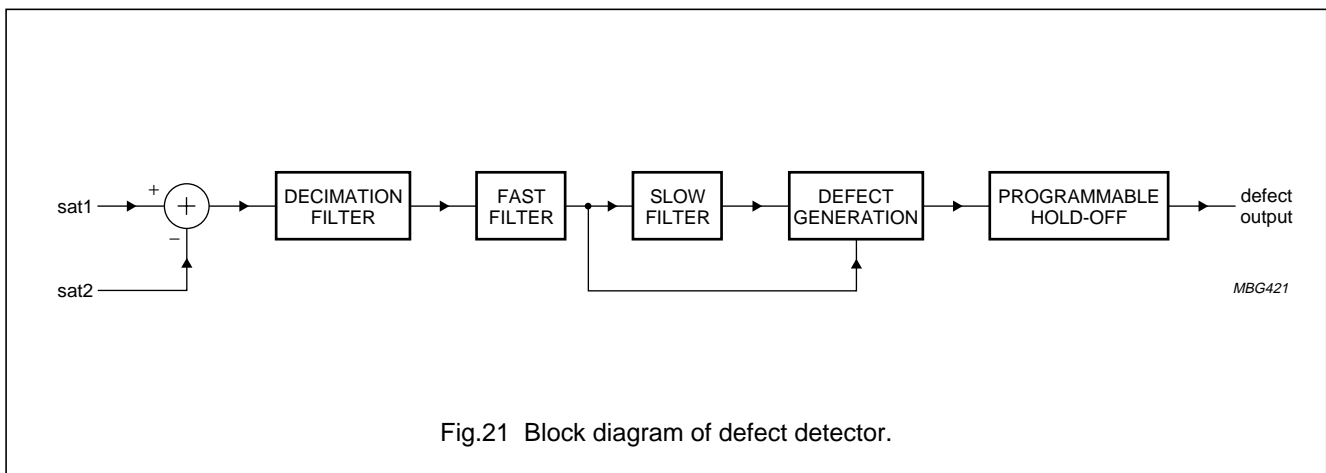 sat1
+
+
−
sat2
DECIMATION
FILTER
FAST
FILTER
SLOW
FILTER
DEFECT
GENERATION
PROGRAMMABLE
HOLD-OFF
defect
output
MBG421
Fig.21 Block diagram of defect detector.